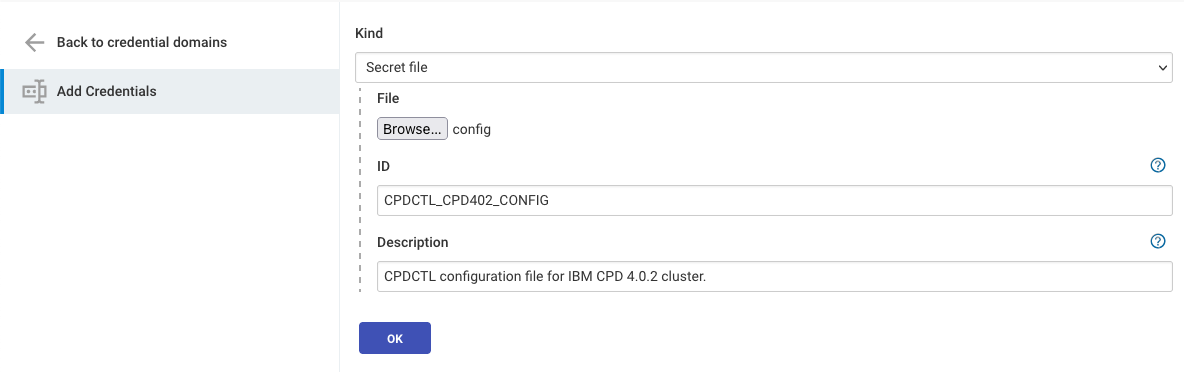 Back to credential domains
Add Credentials
Kind
Secret file
File
Browse... config
ID
CPDCTL_CPD402_CONFIG
Description
CPDCTL configuration file for IBM CPD 4.0.2 cluster.
OK